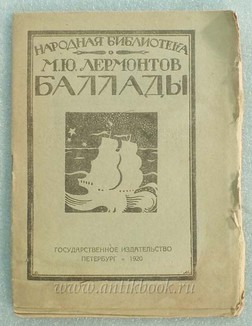 НАРОДНАЯ БИБЛИОТЕКА
М.Ю. ЛЕРМОНТОВ
БАЛЛАДЫ
ГОСУДАРСТВЕННОЕ ИЗДАТЕЛЬСТВО
ПЕТЕРБУРГ • 1920
www.antikbook.ru